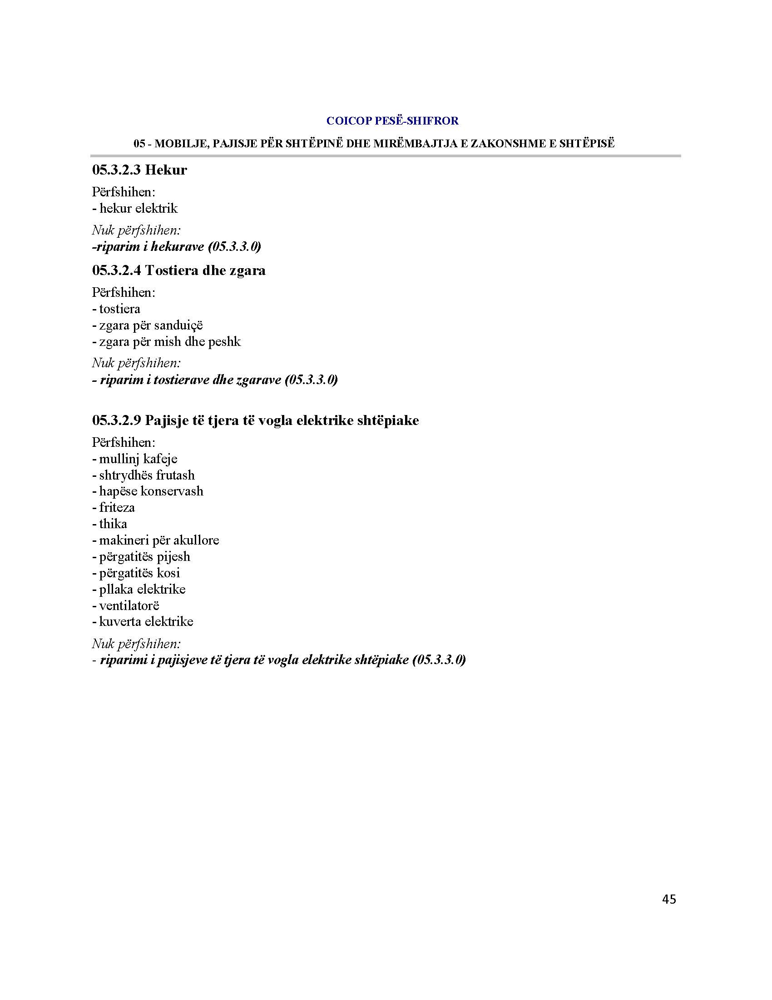 COICOP PESË-SHIFROR
05 - MOBILJE, PAJISJE PËR SHTËPINË DHE MIRËMBAJTJA E ZAKONSHME E SHTËPISË
05.3.2.3 Hekur
Përfshihen:
- hekur elektrik
Nuk përfshihen:
-riparim i hekurave (05.3.3.0)
05.3.2.4 Tostiera dhe zgara
Përfshihen:
- tostiera
- zgara për sanduiçë
- zgara për mish dhe peshk
Nuk përfshihen:
- riparim i tostierave dhe zgarave (05.3.3.0)
05.3.2.9 Pajisje të tjera të vogla elektrike shtëpiake
Përfshihen:
- mullinj kafeje
- shtrydhës frutash
- hapëse konservash
- friteza
- thika
- makineri për akullore
- përgatitës pijesh
- përgatitës kosi
- pllaka elektrike
- ventilatorë
- kuverta elektrike
Nuk përfshihen:
- riparimi i pajisjeve të tjera të vogla elektrike shtëpiake (05.3.3.0)
45